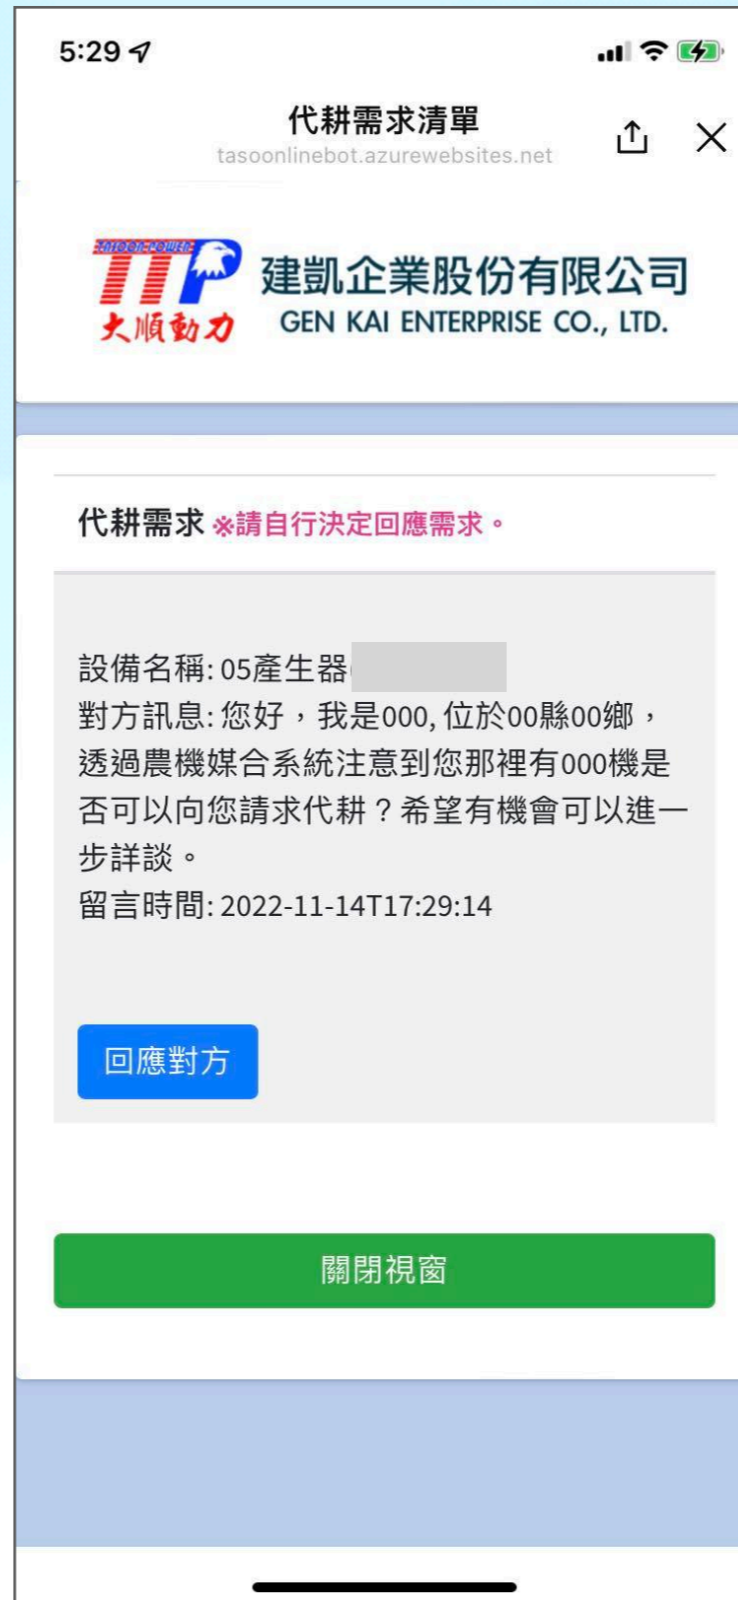 5:29
代耕需求清單
tasoonlinebot.azurewebsites.net
TASOON POWER
TTP
大順動力
建凱企業股份有限公司
GEN KAI ENTERPRISE CO., LTD.
代耕需求 ※請自行決定回應需求。
設備名稱: 05產生器
對方訊息: 您好，我是000, 位於00縣00鄉，
透過農機媒合系統注意到您那裡有000機是
否可以向您請求代耕？希望有機會可以進一
步詳談。
留言時間: 2022-11-14T17:29:14
回應對方
關閉視窗